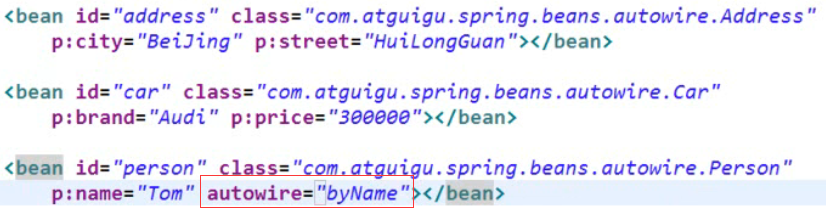 <bean id="address" class="com.atguigu.spring.beans.autowire.Address"
p:city="BeiJing" p:street="HuiLongGuan"></bean>
<bean id="car" class="com.atguigu.spring.beans.autowire.Car"
p:brand="Audi" p:price="300000"></bean>
<bean id="person" class="com.atguigu.spring.beans.autowire.Person"
p:name="Tom" autowire="byName"></bean>